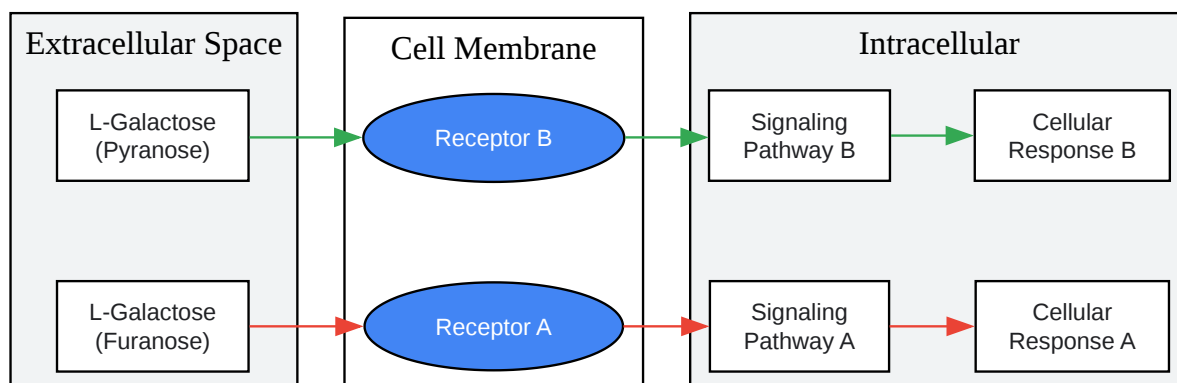 Extracellular Space
Cell Membrane
Intracellular
L-Galactose
(Pyranose)
Receptor B
Signaling
Pathway B
Cellular
Response B
L-Galactose
(Furanose)
Receptor A
Signaling
Pathway A
Cellular
Response A